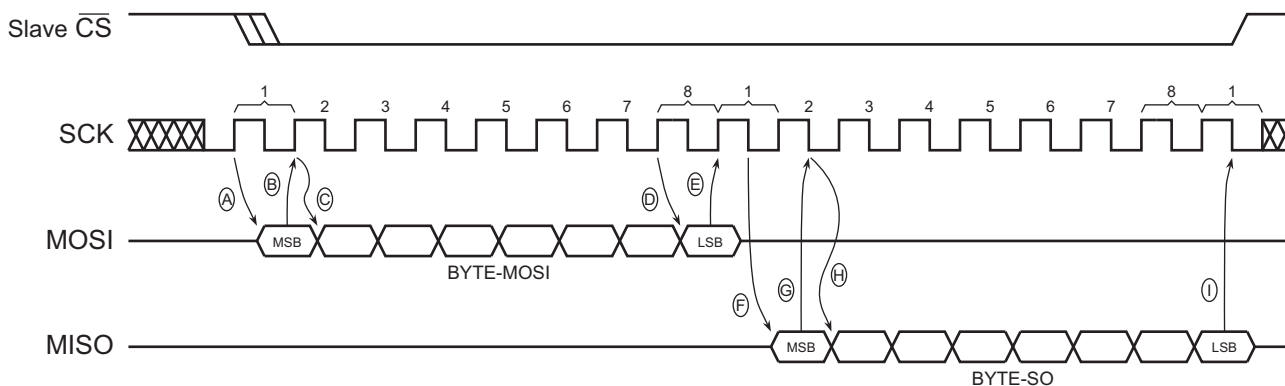 Slave CS
1 2 3 4 5 6 7 8 1 2 3 4 5 6 7 8 1
SCK
A B C D E
MOSI MSB LSB
BYTE-MOSI
F G H I
MISO MSB LSB
BYTE-SO